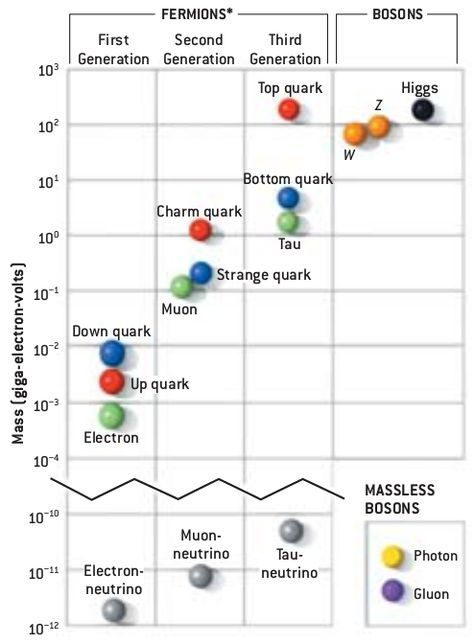 FERMIONS*
BOSONS
First
Generation
Second
Generation
Third
Generation
Mass (giga-electron-volts)
10³
10²
10¹
10⁰
10⁻¹
10⁻²
10⁻³
10⁻⁴
10⁻¹⁰
10⁻¹¹
10⁻¹²
Top quark
Higgs
Z
W
Bottom quark
Tau
Charm quark
Strange quark
Muon
Down quark
Up quark
Electron
Electron-
neutrino
Muon-
neutrino
Tau-
neutrino
MASSLESS
BOSONS
Photon
Gluon